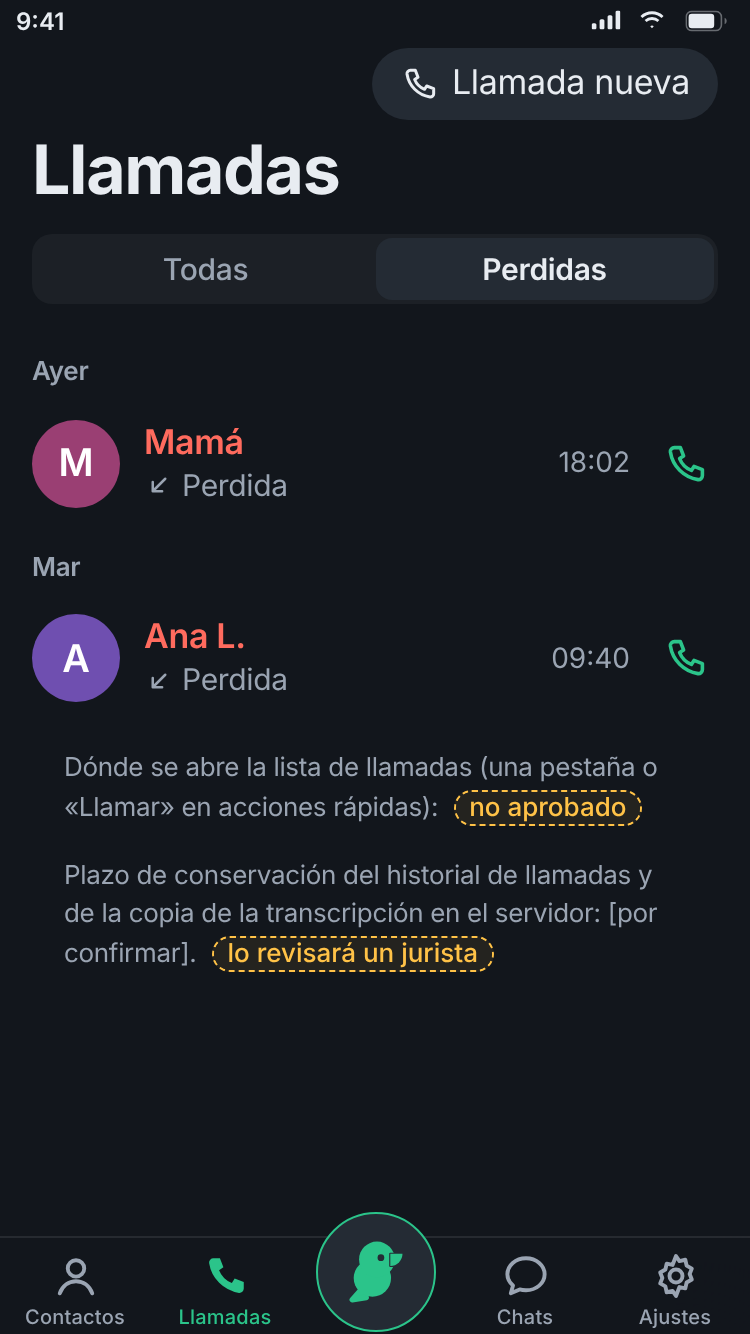 9:41
Llamada nueva
Llamadas
Todas
Perdidas
Ayer
M
Mamá
Perdida
18:02
Mar
A
Ana L.
Perdida
09:40
Dónde se abre la lista de llamadas (una pestaña o
«Llamar» en acciones rápidas): no aprobado
Plazo de conservación del historial de llamadas y
de la copia de la transcripción en el servidor: [por
confirmar]. lo revisará un jurista
Contactos
Llamadas
Chats
Ajustes